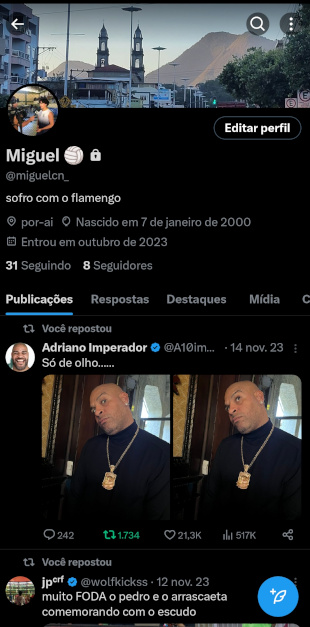 Editar perfil
Miguel
@miguelcn_
sofro com o flamengo
por-ai Nascido em 7 de janeiro de 2000
Entrou em outubro de 2023
31 Seguindo 8 Seguidores
Publicações Respostas Destaques Mídia C
Você repostou
Adriano Imperador @A10im... · 14 nov. 23
Só de olho......
242 1.734 21,3K 517K
Você repostou
jpᶜʳᶠ @wolfkickss · 12 nov. 23
muito FODA o pedro e o arrascaeta
comemorando com o escudo